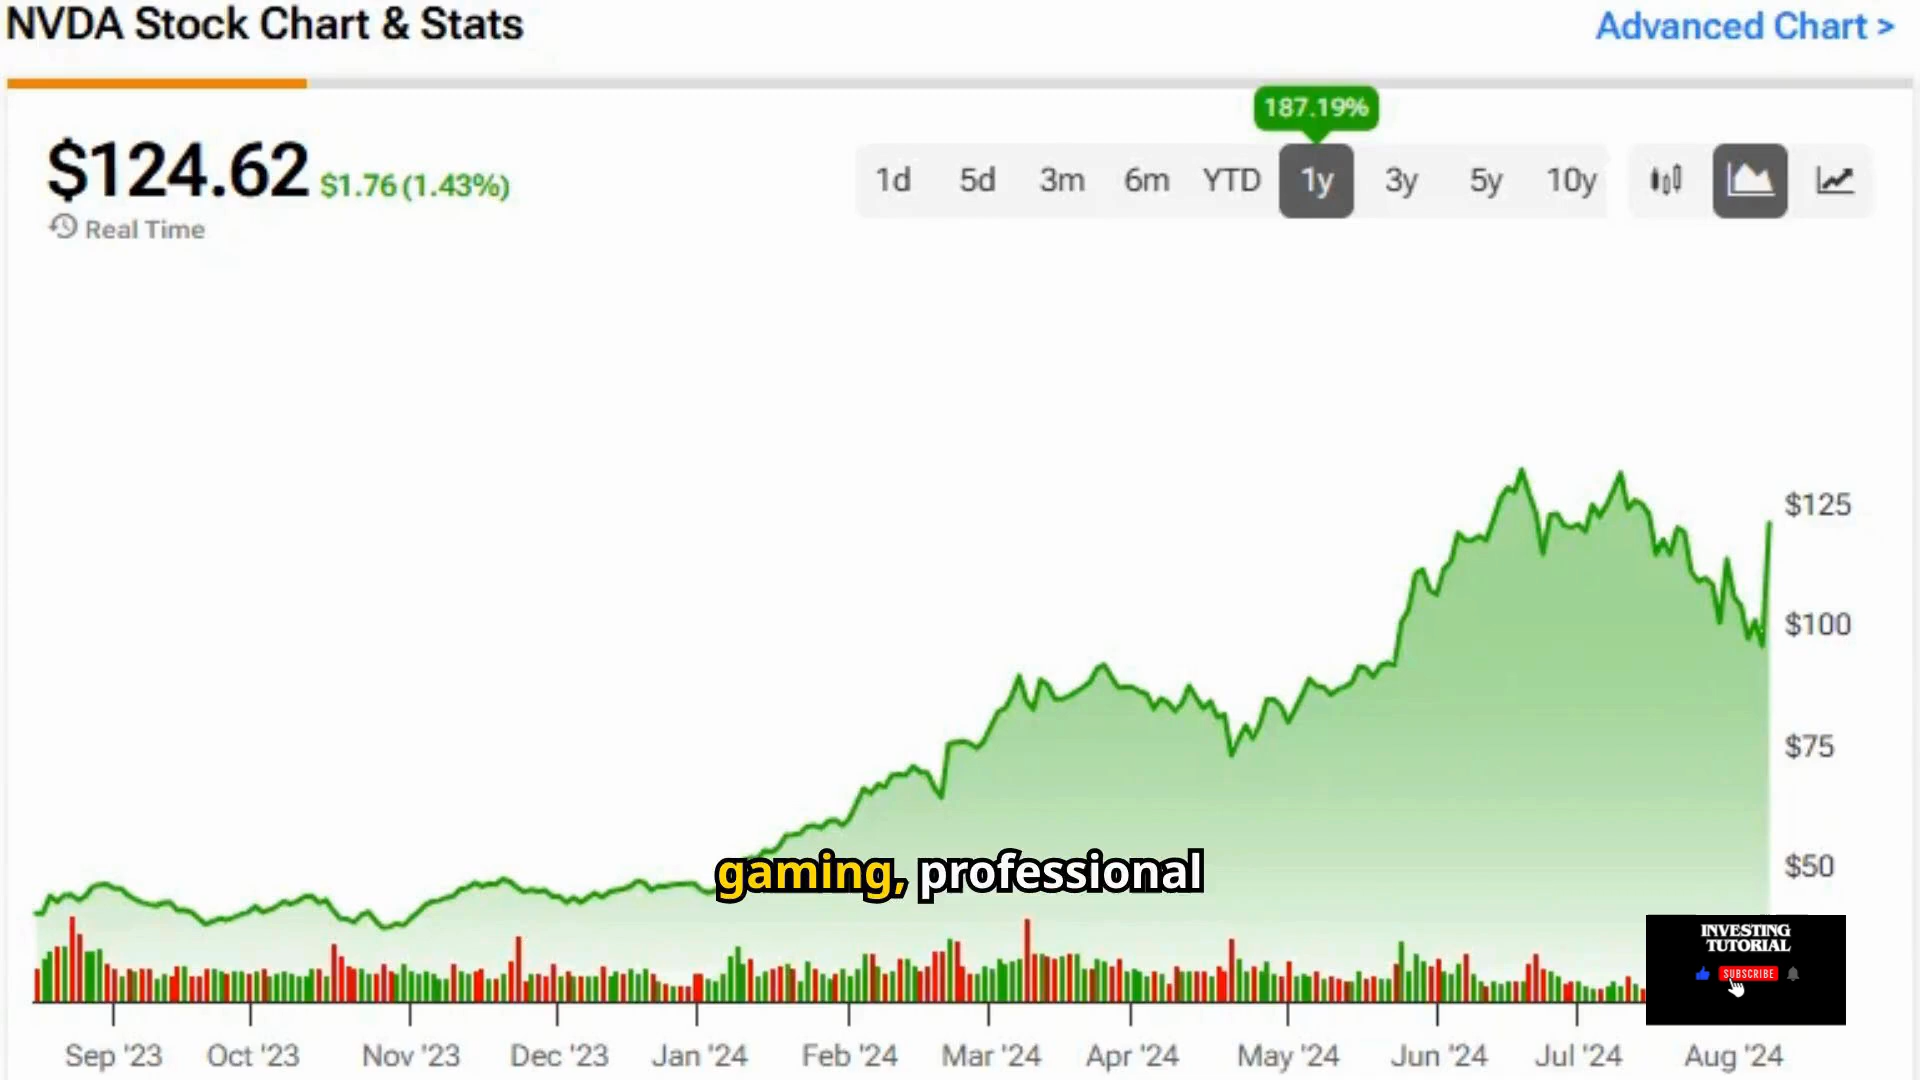 NVDA Stock Chart & Stats
Advanced Chart >
187.19%
$124.62 $1.76 (1.43%)
1d 5d 3m 6m YTD 1y 3y 5y 10y
Real Time
$125
$100
$75
$50
gaming, professional
INVESTING
TUTORIAL
SUBSCRIBE
Sep '23 Oct '23 Nov '23 Dec '23 Jan '24 Feb '24 Mar '24 Apr '24 May '24 Jun '24 Jul '24 Aug '24